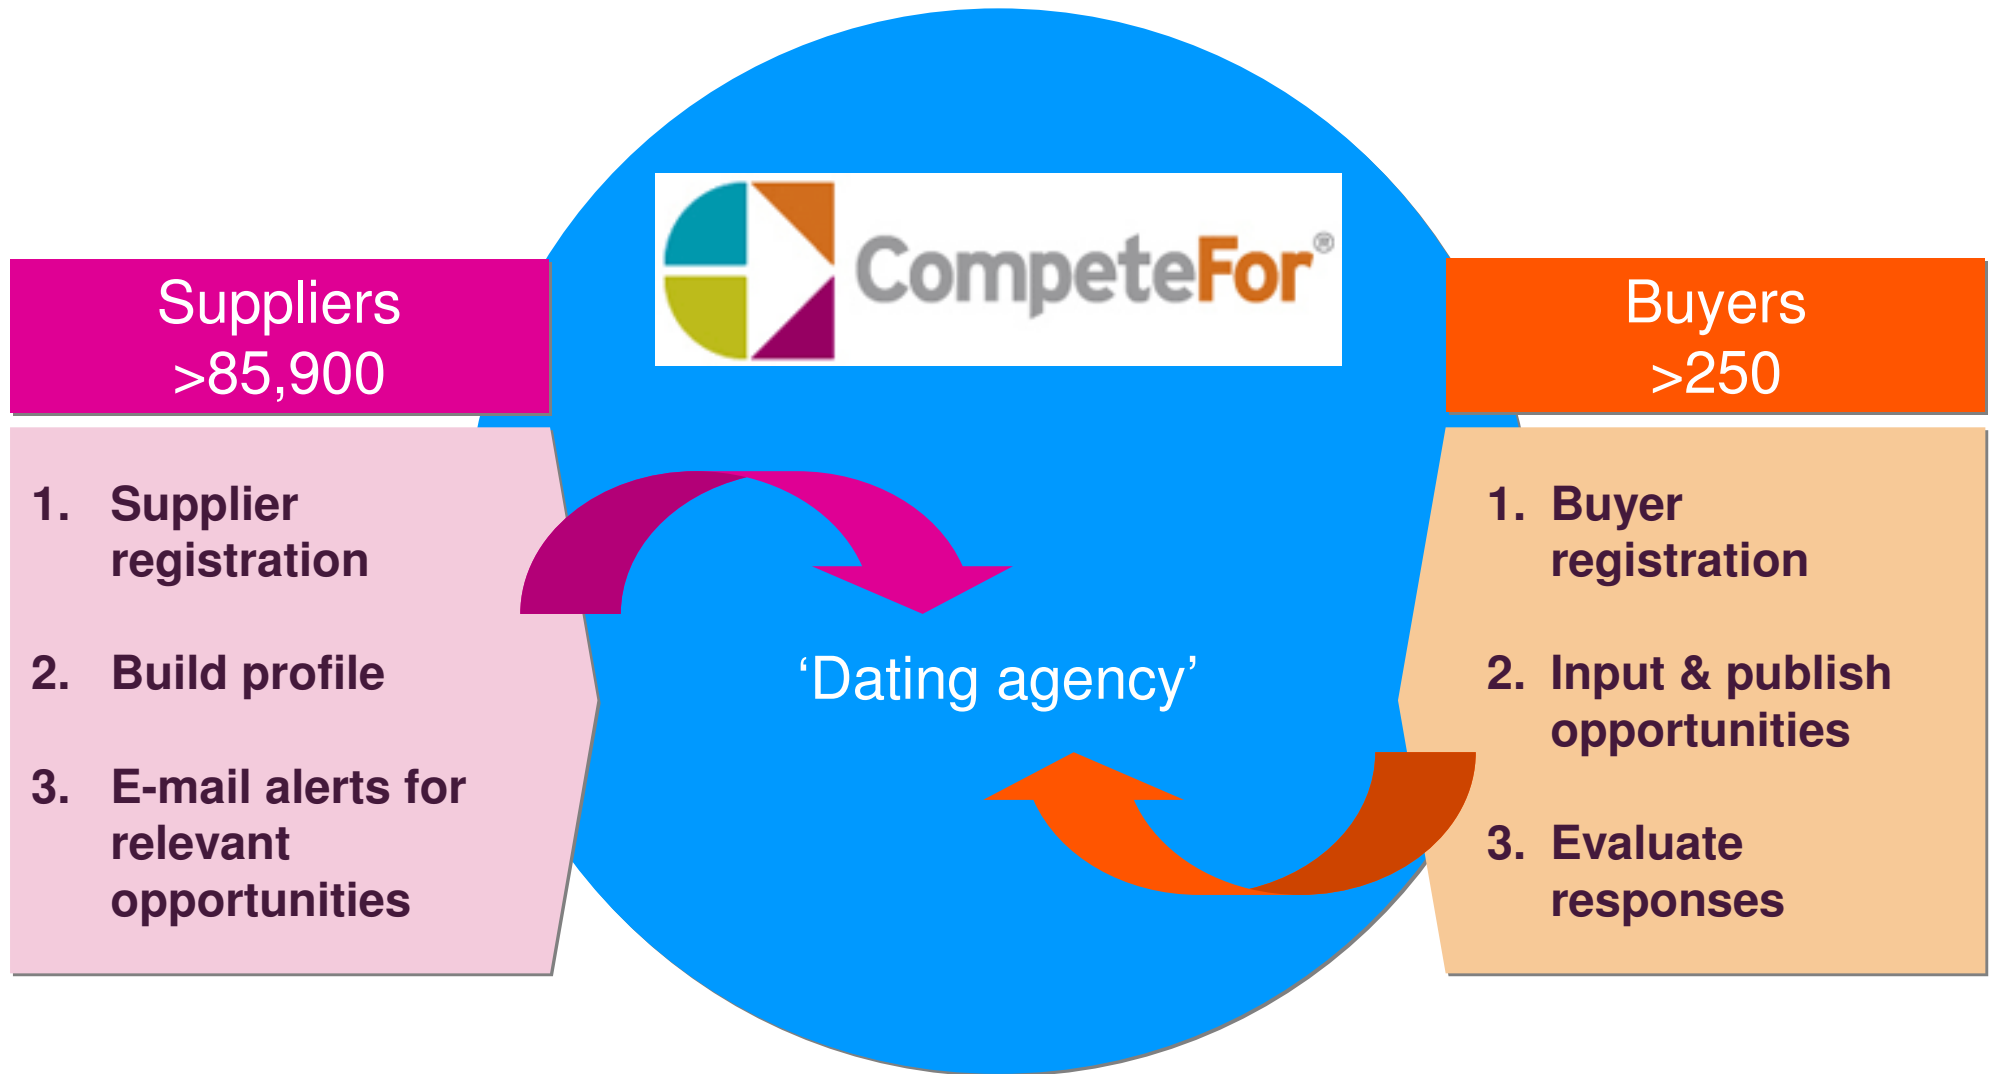 CompeteFor®
Suppliers
>85,900
1. Supplier
registration
2. Build profile
3. E-mail alerts for
relevant
opportunities
‘Dating agency’
Buyers
>250
1. Buyer
registration
2. Input & publish
opportunities
3. Evaluate
responses